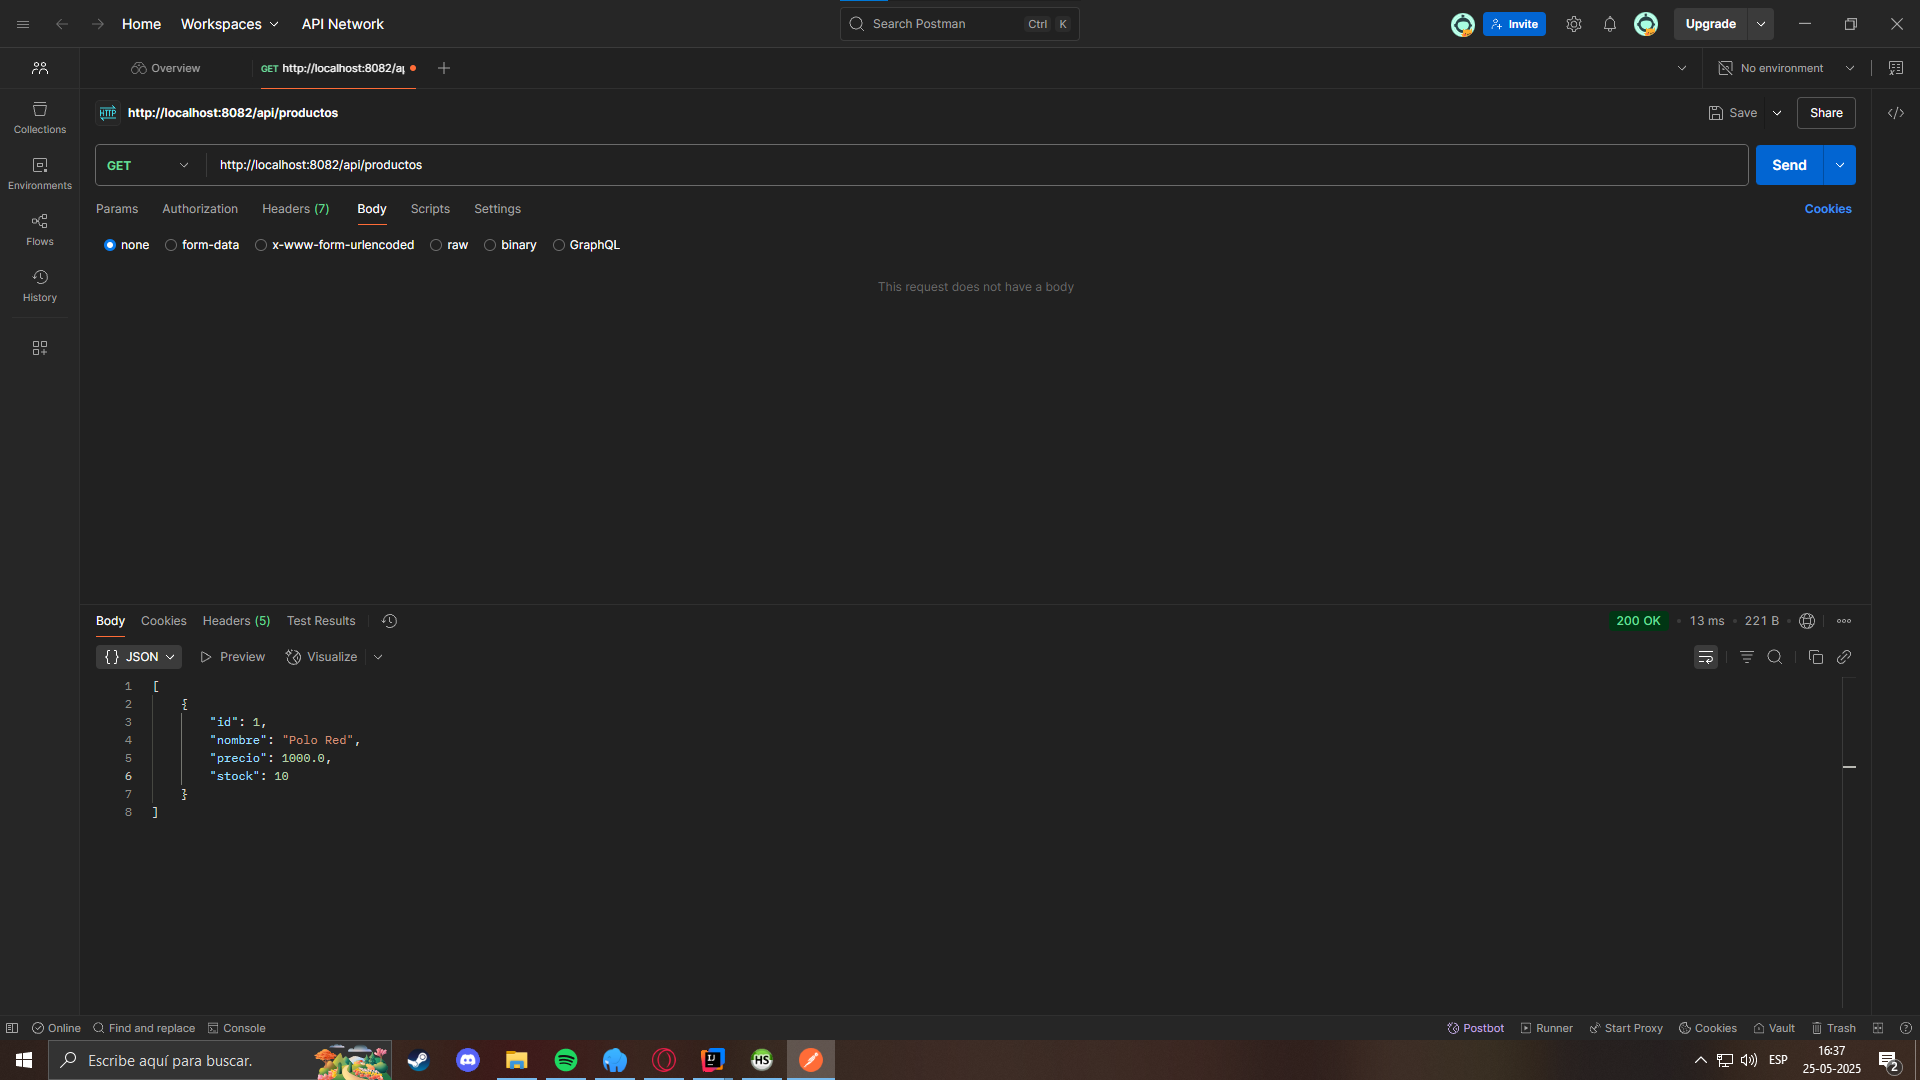 Home Workspaces API Network Search Postman Ctrl K Invite Upgrade
Overview GET http://localhost:8082/a No environment
HTTP http://localhost:8082/api/productos Save Share
GET http://localhost:8082/api/productos Send
Params Authorization Headers (7) Body Scripts Settings Cookies
none form-data x-www-form-urlencoded raw binary GraphQL
This request does not have a body
Collections
Environments
Flows
History
Body Cookies Headers (5) Test Results 200 OK 13 ms 221 B
{} JSON Preview Visualize
1 [
2 {
3 "id": 1,
4 "nombre": "Polo Red",
5 "precio": 1000.0,
6 "stock": 10
7 }
8 ]
Online Find and replace Console Postbot Runner Start Proxy Cookies Vault Trash
Escribe aquí para buscar. IJ HS ESP 16:37
25-05-2025 2